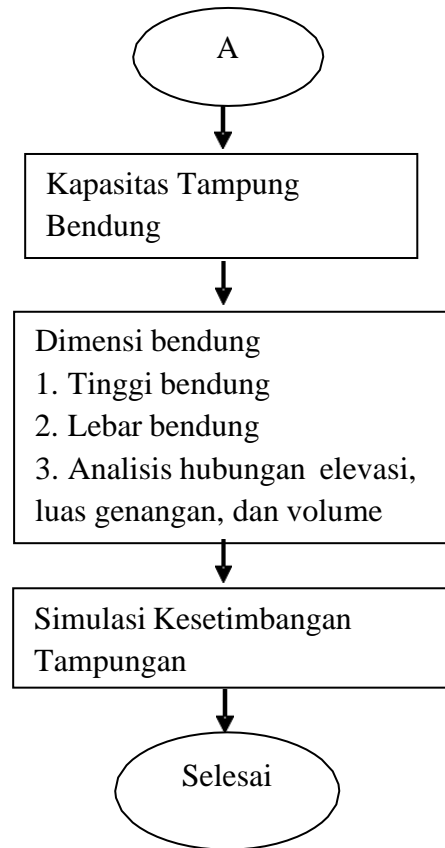 A
Kapasitas Tampung
Bendung
Dimensi bendung
1. Tinggi bendung
2. Lebar bendung
3. Analisis hubungan elevasi,
luas genangan, dan volume
Simulasi Kesetimbangan
Tampungan
Selesai